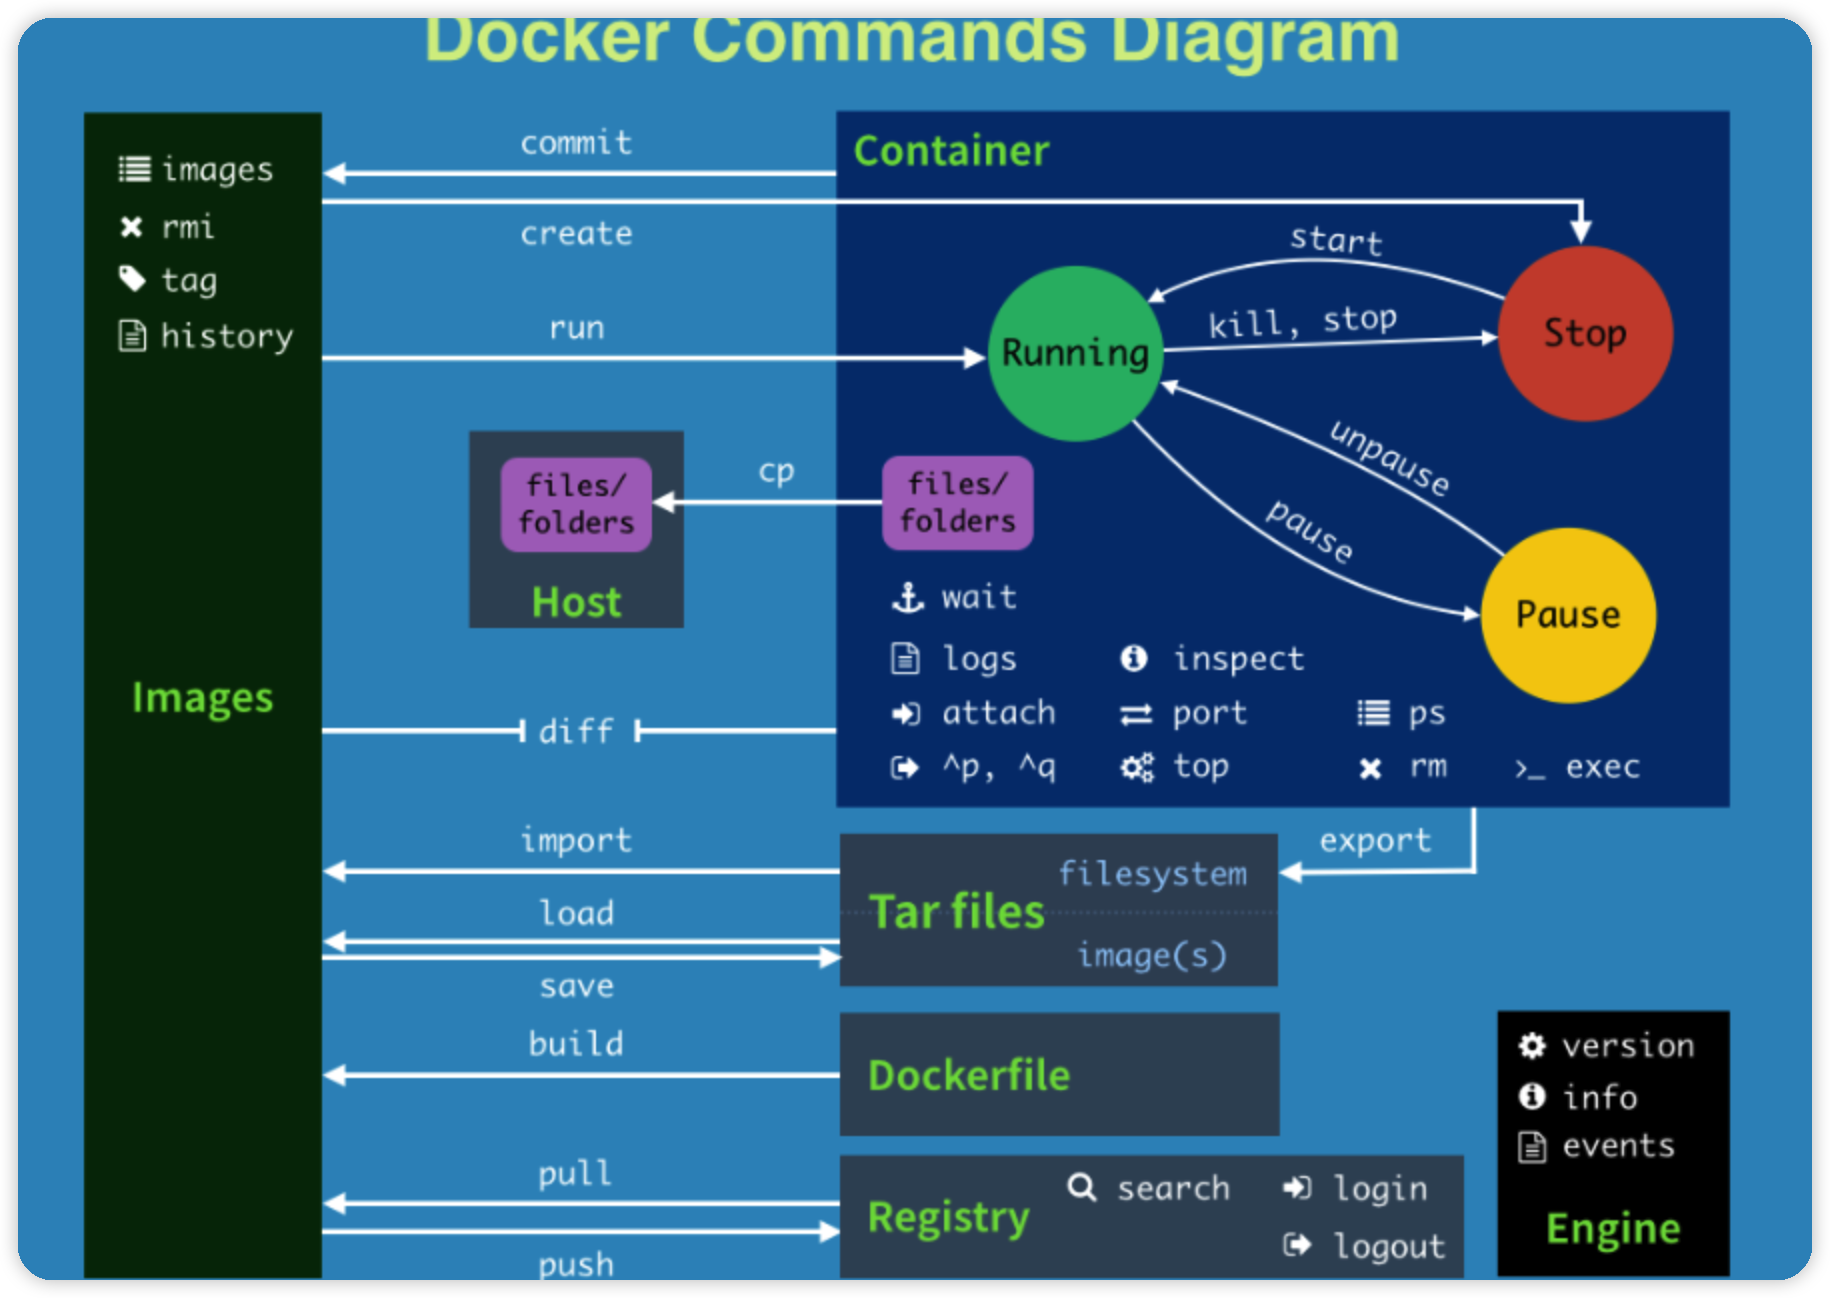 Docker Commands Diagram
images
rmi
tag
history
Images
commit
create
run
Container
start
kill, stop
Running
Stop
unpause
pause
Pause
files/
folders
Host
cp
files/
folders
wait
logs
inspect
attach
port
ps
^p, ^q
top
rm
>_ exec
diff
import
load
save
Tar files
filesystem
image(s)
export
build
Dockerfile
pull
push
Registry
search
login
logout
version
info
events
Engine